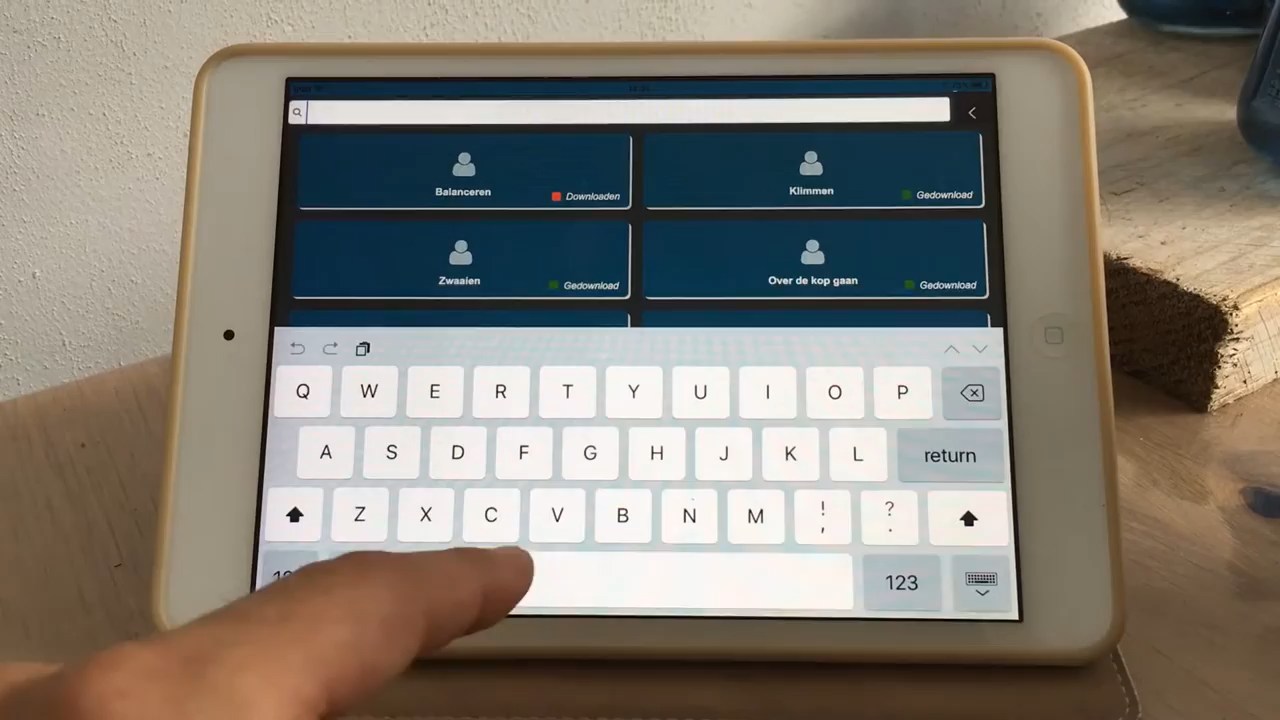 Balanceren
Downloaden
Klimmen
Gedownload
Zwaaien
Gedownload
Over de kop gaan
Gedownload
Q W E R T Y U I O P
A S D F G H J K L return
Z X C V B N M ! , ? .
123